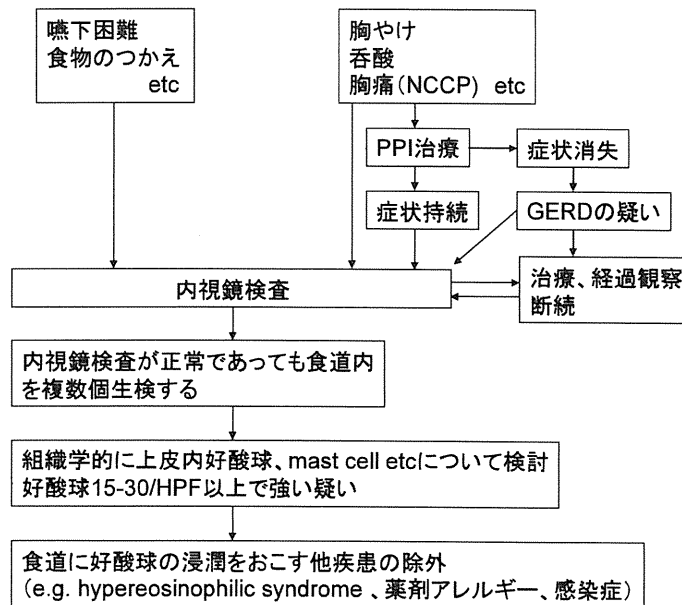 嚥下困難
食物のつかえ
etc
胸やけ
呑酸
胸痛(NCCP) etc
PPI治療
症状消失
症状持続
GERDの疑い
内視鏡検査
治療、経過観察
断続
内視鏡検査が正常であっても食道内
を複数個生検する
組織学的に上皮内好酸球、mast cell etcについて検討
好酸球15-30/HPF以上で強い疑い
食道に好酸球の浸潤をおこす他疾患の除外
(e.g. hypereosinophilic syndrome 、薬剤アレルギー、感染症)